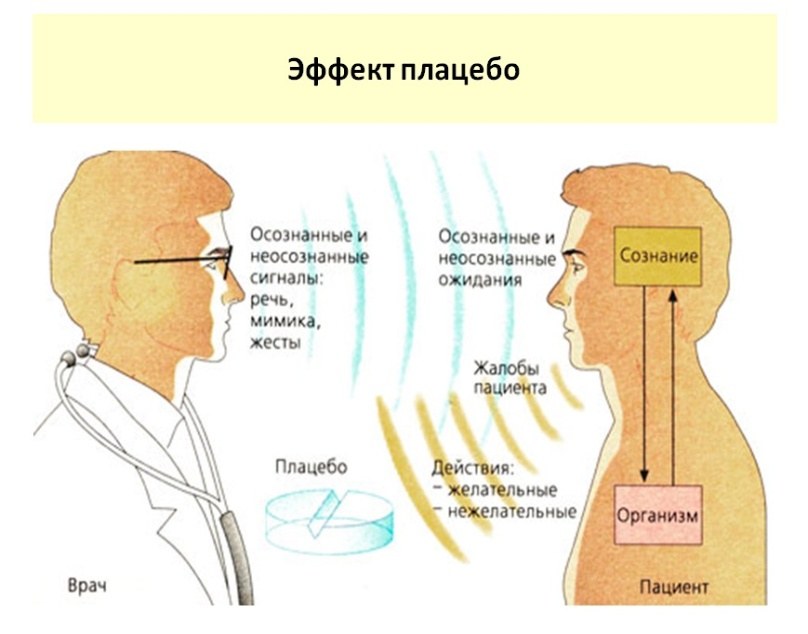 Эффект плацебо
Осознанные и
неосознанные
сигналы:
речь,
мимика,
жесты
Осознанные и
неосознанные
ожидания
Сознание
Жалобы
пациента
Плацебо
Действия:
– желательные
– нежелательные
Организм
Врач
Пациент